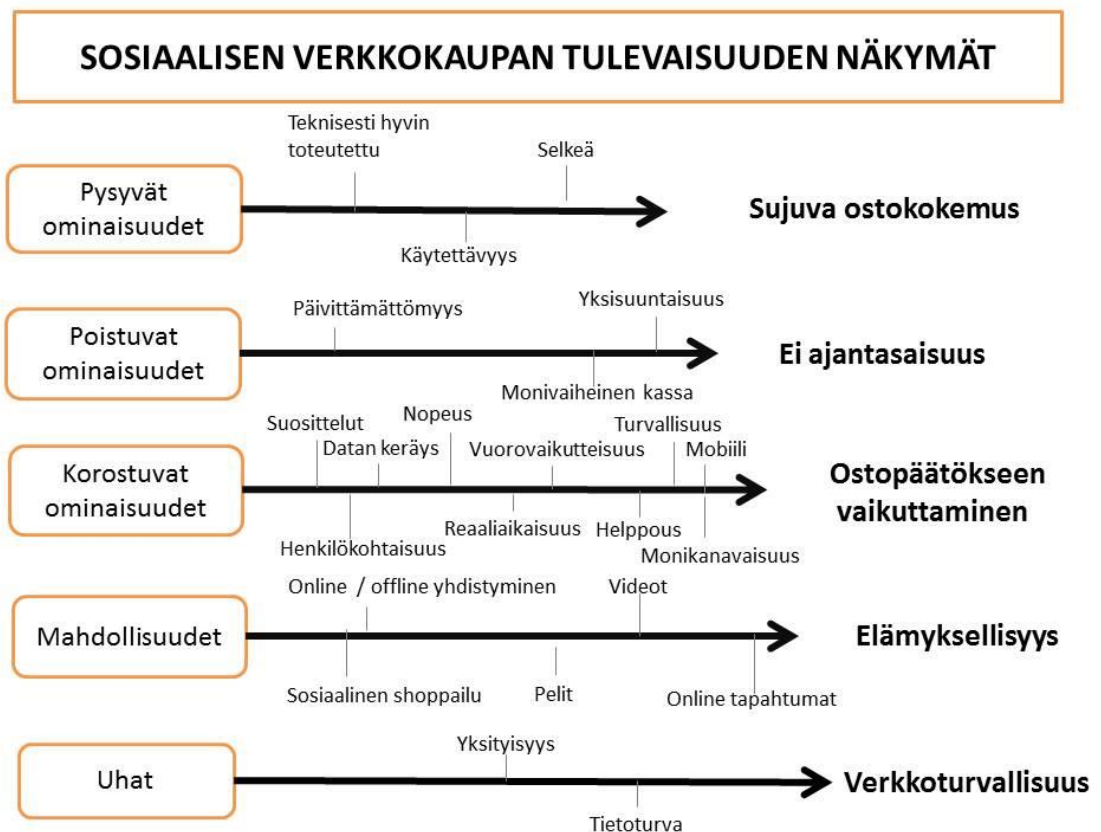 SOSIAALISEN VERKKOKAUPAN TULEVAISUUDEN NÄKYMÄT
Teknisesti hyvin
toteutettu
Selkeä
Pysyvät
ominaisuudet
Sujuva ostokokemus
Käytettävyys
Päivittämättömyys
Yksisuuntaisuus
Poistuvat
ominaisuudet
Ei ajantasaisuus
Monivaiheinen kassa
Suosittelut
Datan keräys
Nopeus
Vuorovaikutteisuus
Turvallisuus
Mobiili
Korostuvat
ominaisuudet
Ostopäätökseen
vaikuttaminen
Henkilökohtaisuus
Reaaliaikaisuus
Helppous
Monikanavaisuus
Online / offline yhdistyminen
Videot
Mahdollisuudet
Elämyksellisyys
Sosiaalinen shoppailu
Pelit
Online tapahtumat
Yksityisyys
Uhat
Verkkoturvallisuus
Tietoturva